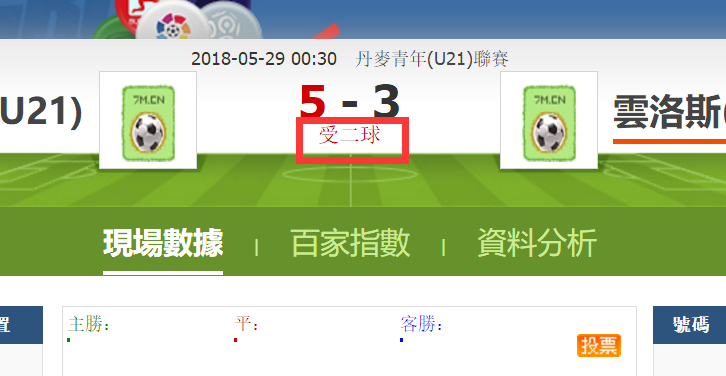 2018-05-29 00:30 丹麥青年(U21)聯賽
U21)
7M.CN
5 - 3
7M.CN
雲洛斯(
受二球
現場數據 | 百家指數 | 資料分析
置
主勝:
平:
客勝:
號碼
投票